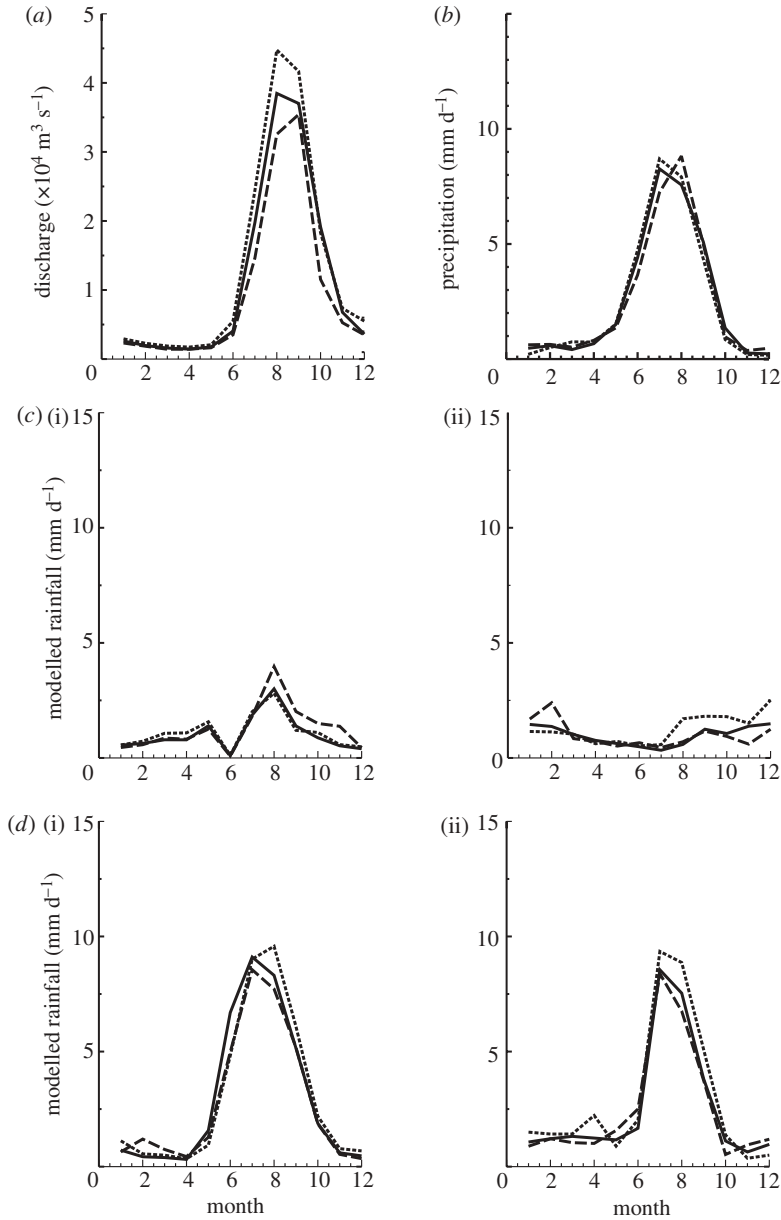 (a)
5
4
3
2
1
0 2 4 6 8 10 12
discharge (×10⁴ m³ s⁻¹)
(b)
10
5
0 2 4 6 8 10 12
precipitation (mm d⁻¹)
(c) (i)
15
10
5
0 2 4 6 8 10 12
modelled rainfall (mm d⁻¹)
(ii)
15
10
5
0 2 4 6 8 10 12
(d) (i)
15
10
5
0 2 4 6 8 10 12
modelled rainfall (mm d⁻¹)
month
(ii)
15
10
5
0 2 4 6 8 10 12
month